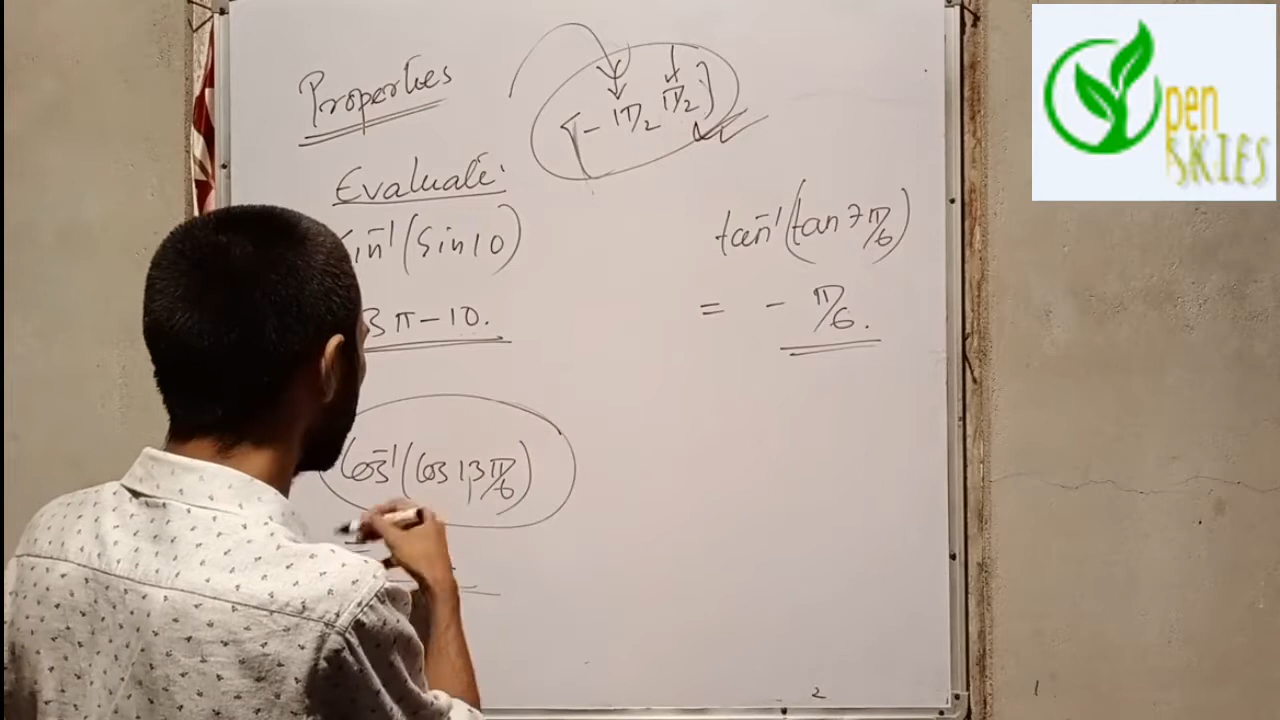 Properties
[-π/2 π/2]
Evaluate:
sin⁻¹(sin10)
3π-10.
cos⁻¹(cos13π/6)
tan⁻¹(tan7π/6)
= -π/6.
2
Open
SKIES